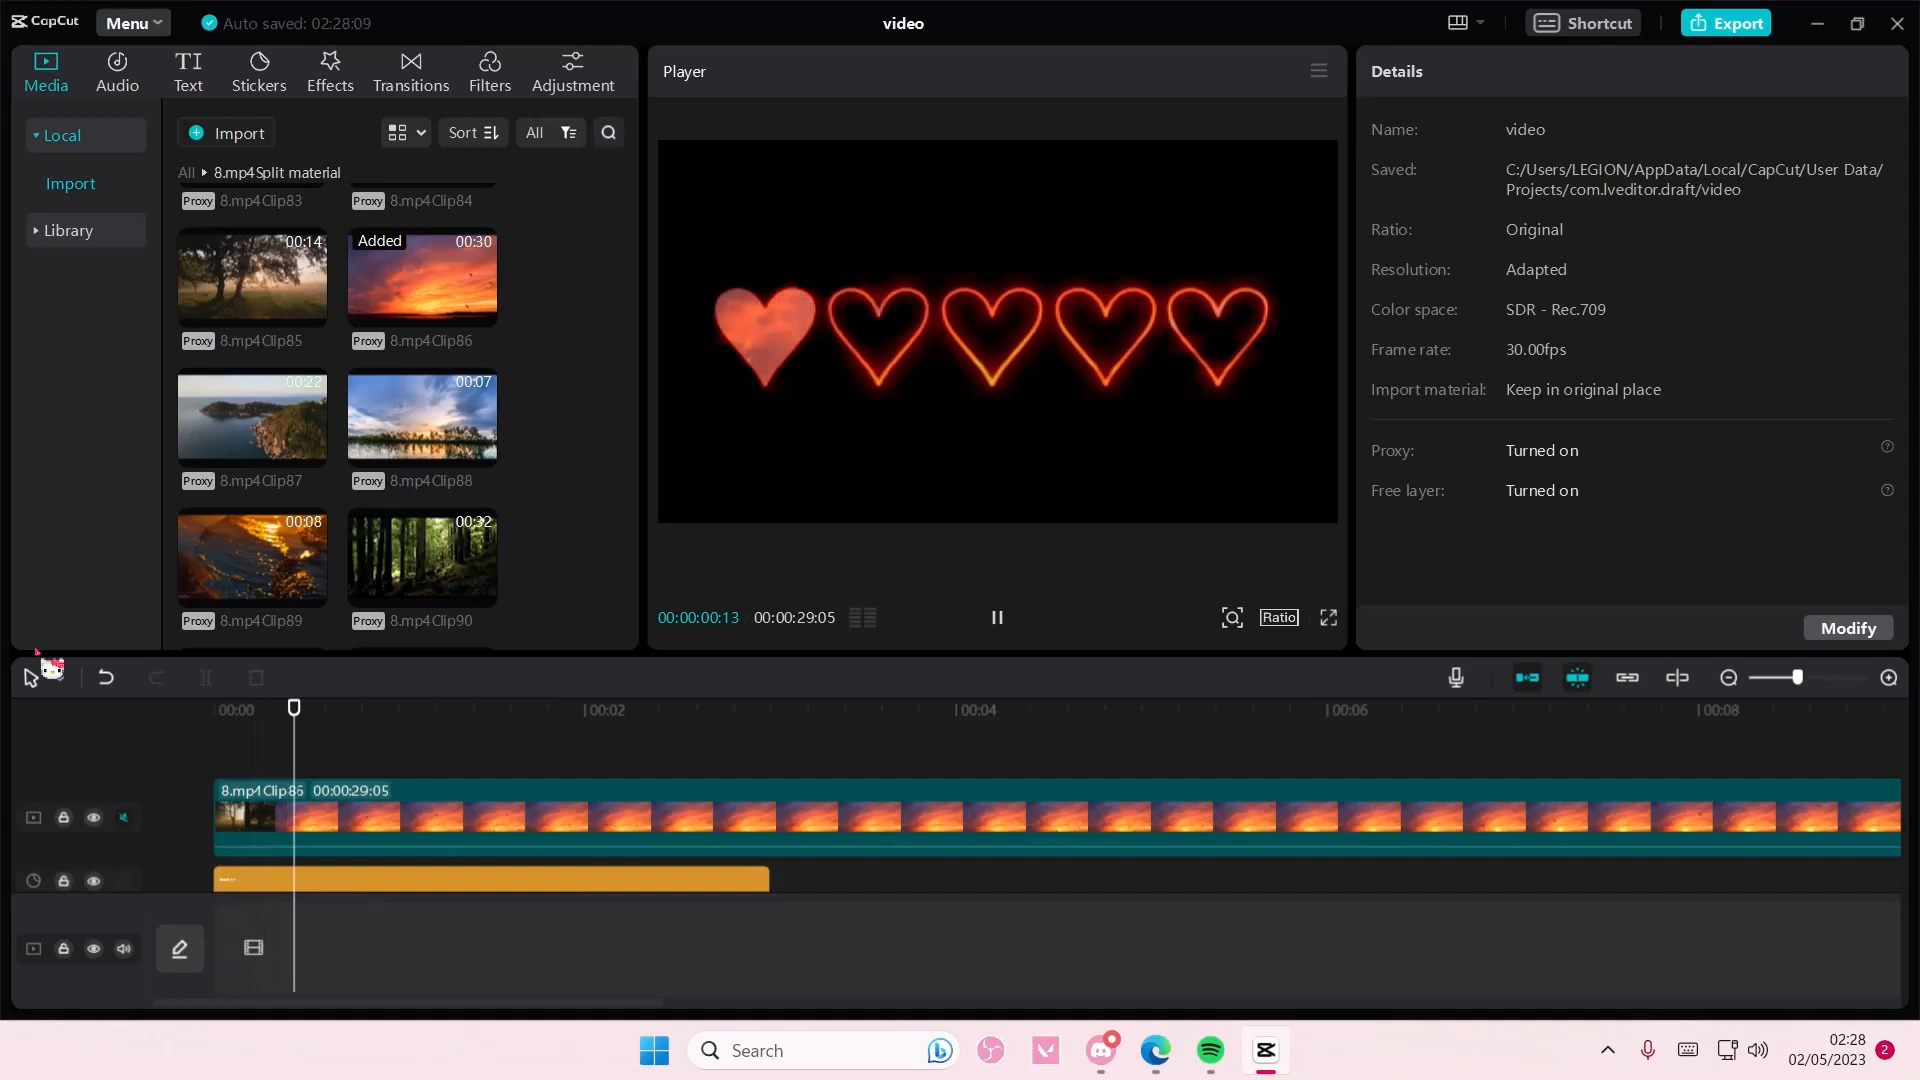 CapCut
Menu
Auto saved: 02:28:09
video
Shortcut
Export
Media
Audio
Text
Stickers
Effects
Transitions
Filters
Adjustment
Player
Details
Local
Import
Library
Import
Sort
All
All
8.mp4Split material
Proxy 8.mp4Clip83
Proxy 8.mp4Clip84
00:14
Added 00:30
Proxy 8.mp4Clip85
Proxy 8.mp4Clip86
00:22
00:07
Proxy 8.mp4Clip87
Proxy 8.mp4Clip88
00:08
00:32
Proxy 8.mp4Clip89
Proxy 8.mp4Clip90
00:00:00:13
00:00:29:05
Ratio
Name: video
Saved: C:/Users/LEGION/AppData/Local/CapCut/User Data/
Projects/com.lveditor.draft/video
Ratio: Original
Resolution: Adapted
Color space: SDR - Rec.709
Frame rate: 30.00fps
Import material: Keep in original place
Proxy: Turned on
Free layer: Turned on
Modify
00:00
00:02
00:04
00:06
00:08
8.mp4Clip86 00:00:29:05
Search
02:28
02/05/2023
2